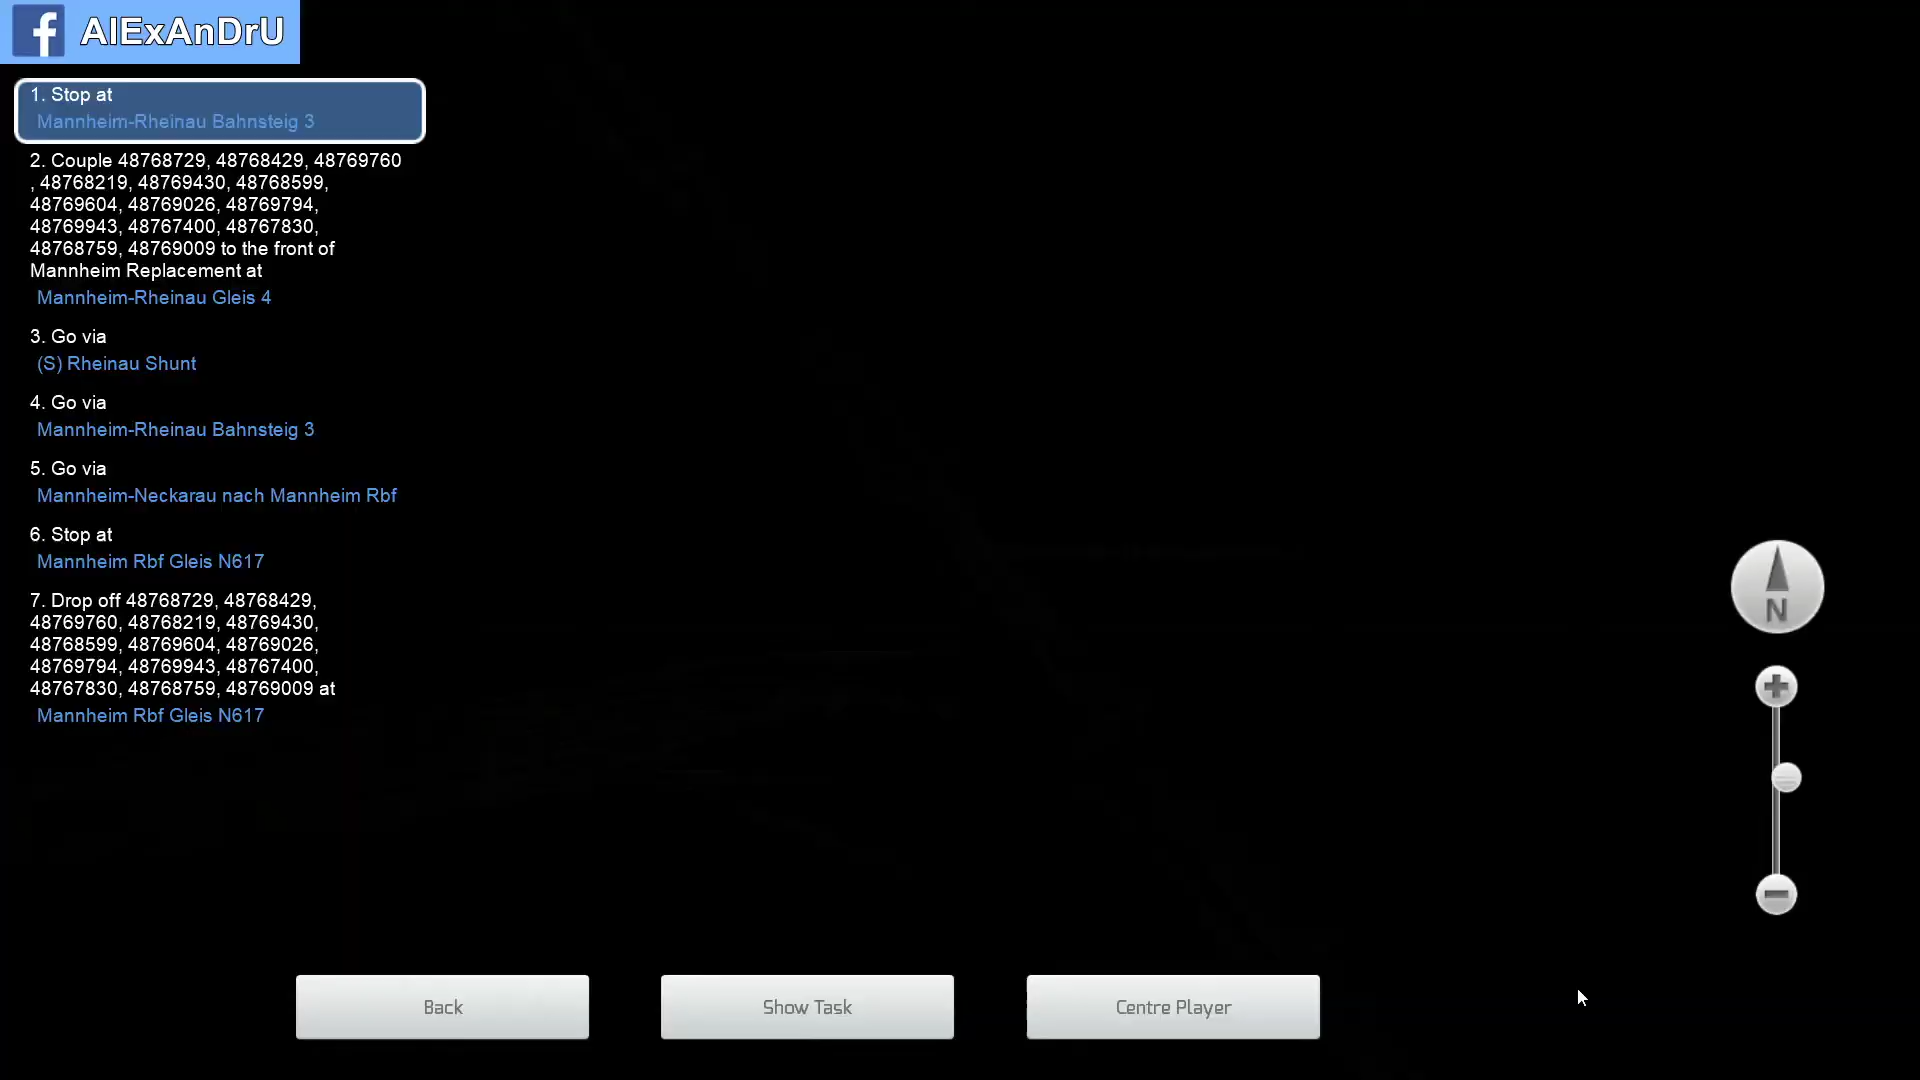 f AlExAnDrU
1. Stop at
Mannheim-Rheinau Bahnsteig 3
2. Couple 48768729, 48768429, 48769760
, 48768219, 48769430, 48768599,
48769604, 48769026, 48769794,
48769943, 48767400, 48767830,
48768759, 48769009 to the front of
Mannheim Replacement at
Mannheim-Rheinau Gleis 4
3. Go via
(S) Rheinau Shunt
4. Go via
Mannheim-Rheinau Bahnsteig 3
5. Go via
Mannheim-Neckarau nach Mannheim Rbf
6. Stop at
Mannheim Rbf Gleis N617
7. Drop off 48768729, 48768429,
48769760, 48768219, 48769430,
48768599, 48769604, 48769026,
48769794, 48769943, 48767400,
48767830, 48768759, 48769009 at
Mannheim Rbf Gleis N617
N
Back
Show Task
Centre Player